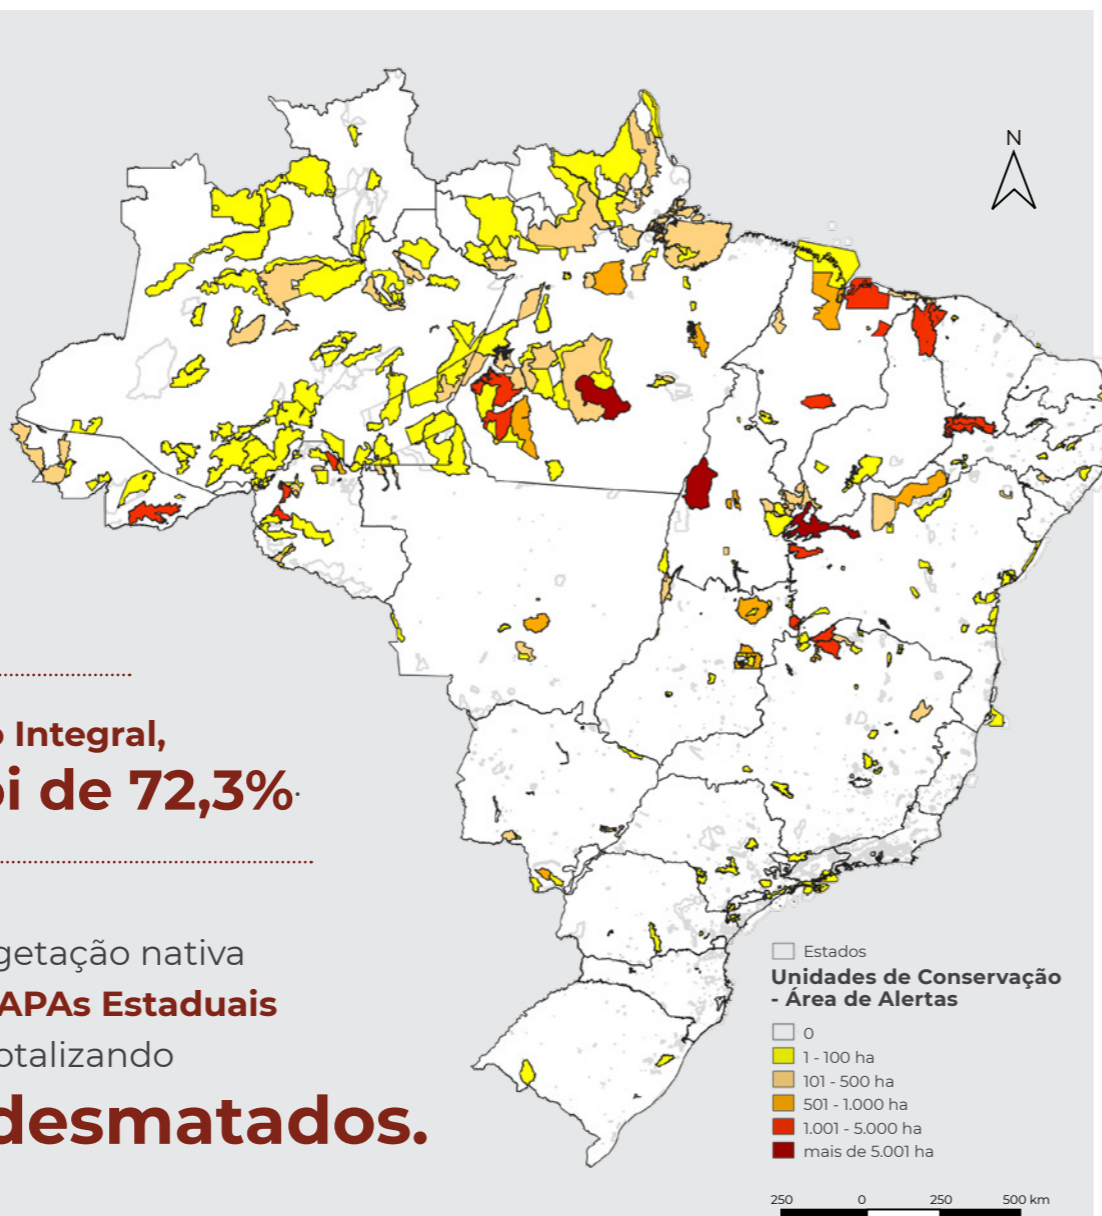 N
o Integral,
oi de 72,3%.
getação nativa
APAs Estaduais
otalizando
desmatados.
Estados
Unidades de Conservação
- Área de Alertas
0
1 - 100 ha
101 - 500 ha
501 - 1.000 ha
1.001 - 5.000 ha
mais de 5.001 ha
250 0 250 500 km